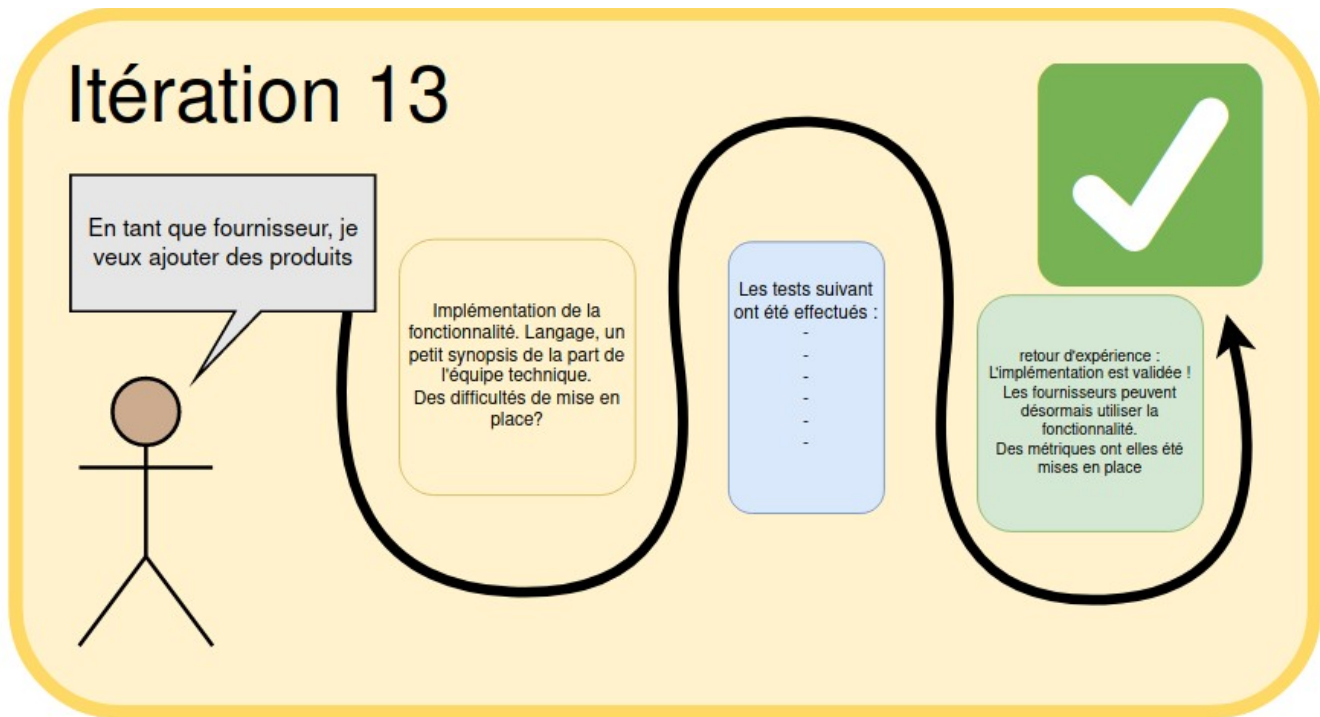 Itération 13
En tant que fournisseur, je
veux ajouter des produits
Implémentation de la
fonctionnalité. Langage, un
petit synopsis de la part de
l'équipe technique.
Des difficultés de mise en
place?
Les tests suivant
ont été effectués :
-
-
-
-
-
-
retour d'expérience :
L'implémentation est validée !
Les fournisseurs peuvent
désormais utiliser la
fonctionnalité.
Des métriques ont elles été
mises en place